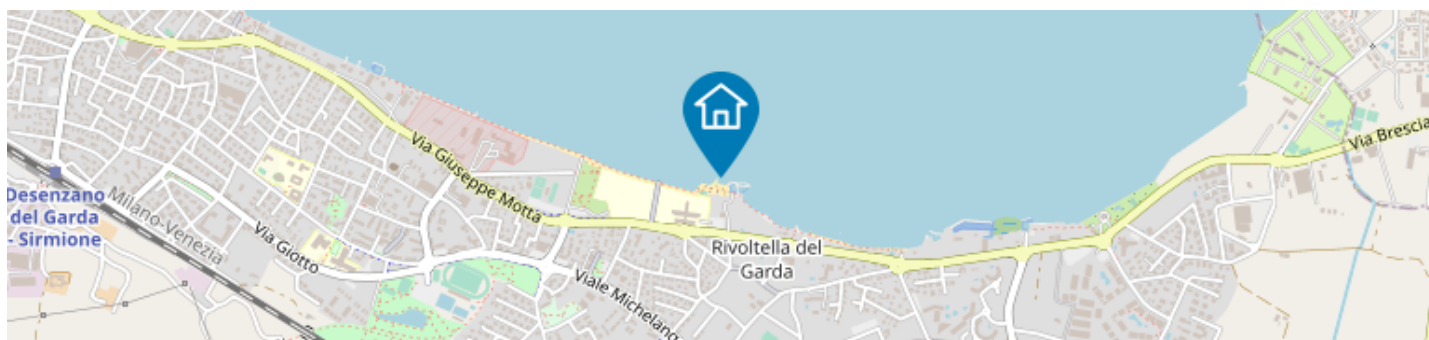 Via Giuseppe Motta
Via Brescia
Desenzano
del Garda
- Sirmione
Milano-Venezia
Via Giotto
Rivoltella del
Garda
Viale Michelang